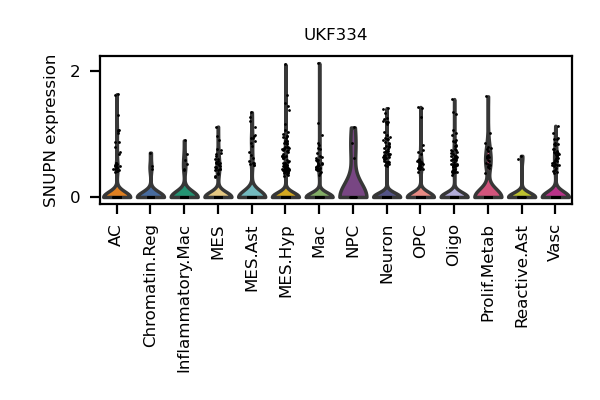 UKF334
SNUPN expression
2
0
AC
Chromatin.Reg
Inflammatory.Mac
MES
MES.Ast
MES.Hyp
Mac
NPC
Neuron
OPC
Oligo
Prolif.Metab
Reactive.Ast
Vasc